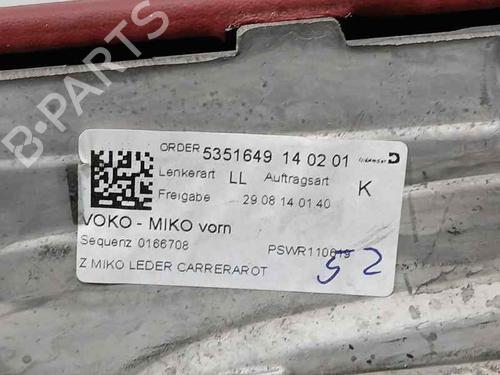 B-PARTS
ORDER 5351649 14 02 01
Lenkerart LL Auftragsart K
Freigabe 29.08 14:01:40
VOKO - MIKO vorn
Sequenz 0166708 PSWR110619
52
Z MIKO LEDER CARRERAROT